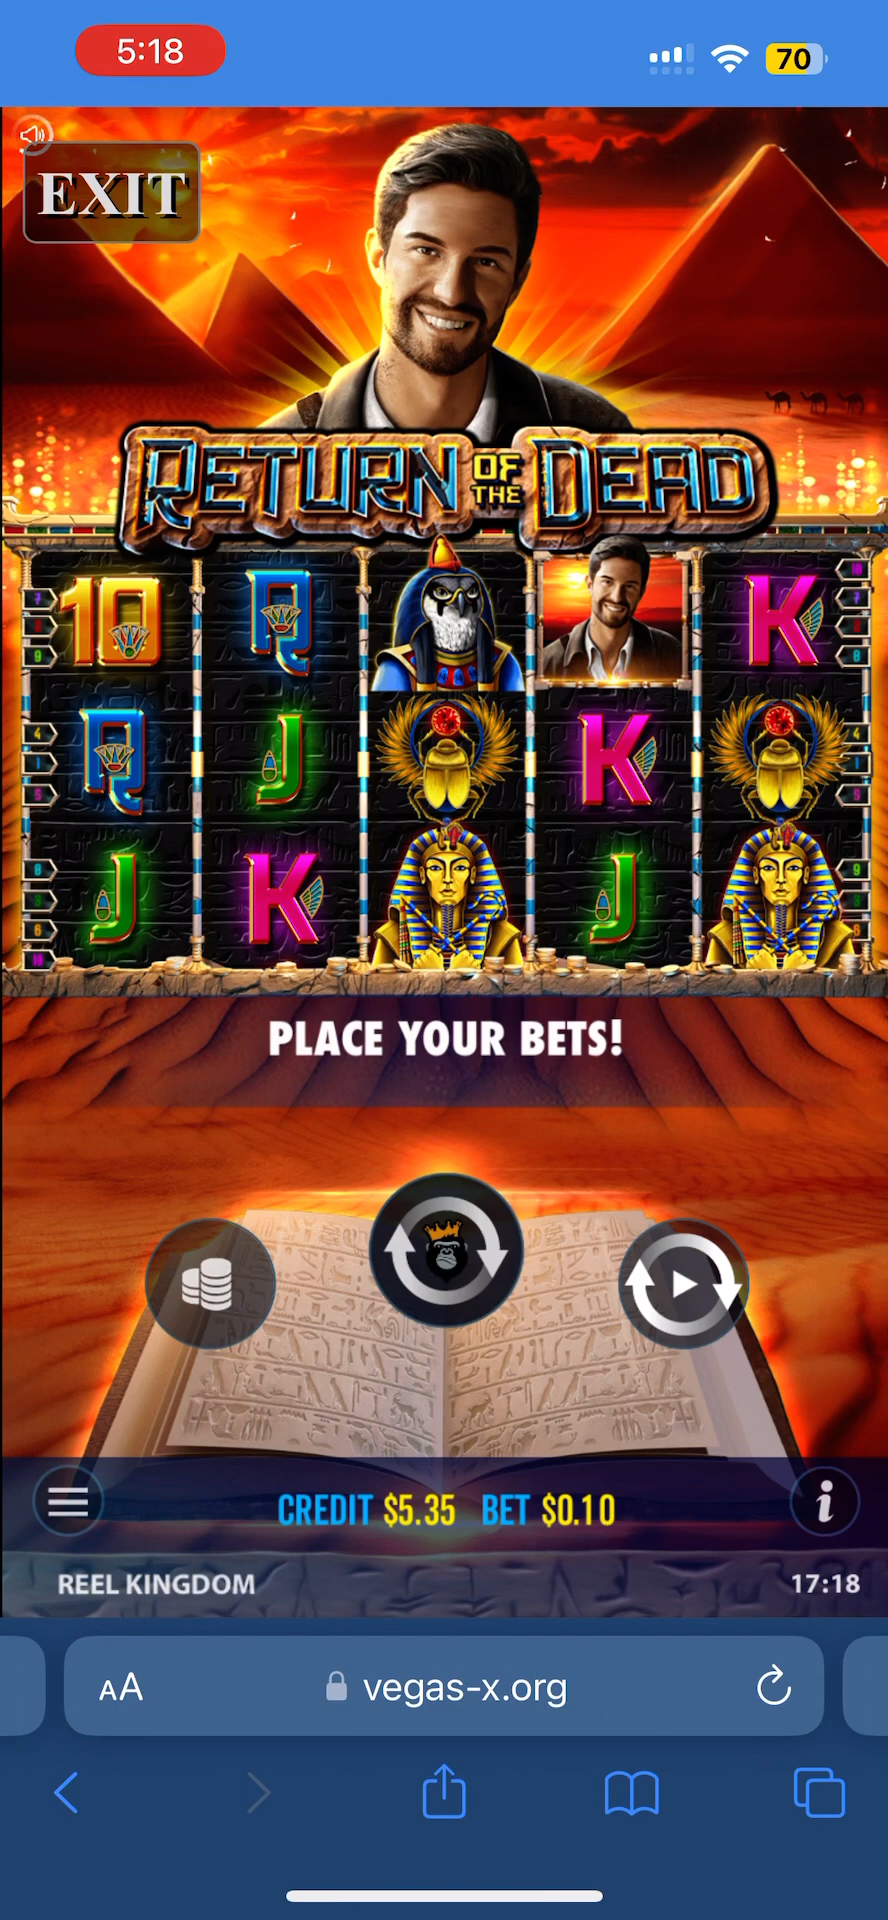 5:18
70
EXIT
RETURN OF THE DEAD
10
K
J
K
J
K
J
PLACE YOUR BETS!
CREDIT $5.35 BET $0.10
REEL KINGDOM
17:18
AA
vegas-x.org